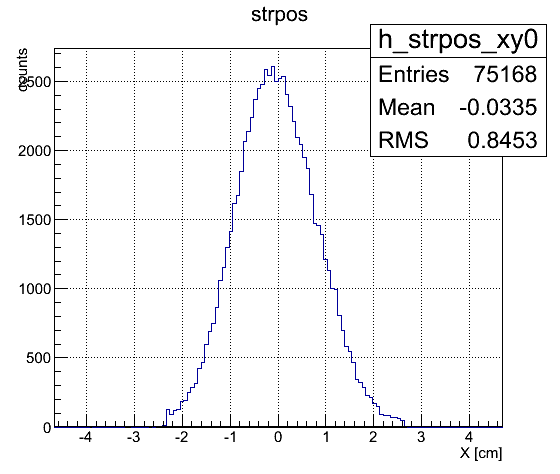 strpos
h_strpos_xy0
Entries 75168
Mean -0.0335
RMS 0.8453
counts
2500
2000
1500
1000
500
0
-4 -3 -2 -1 0 1 2 3 4
X [cm]